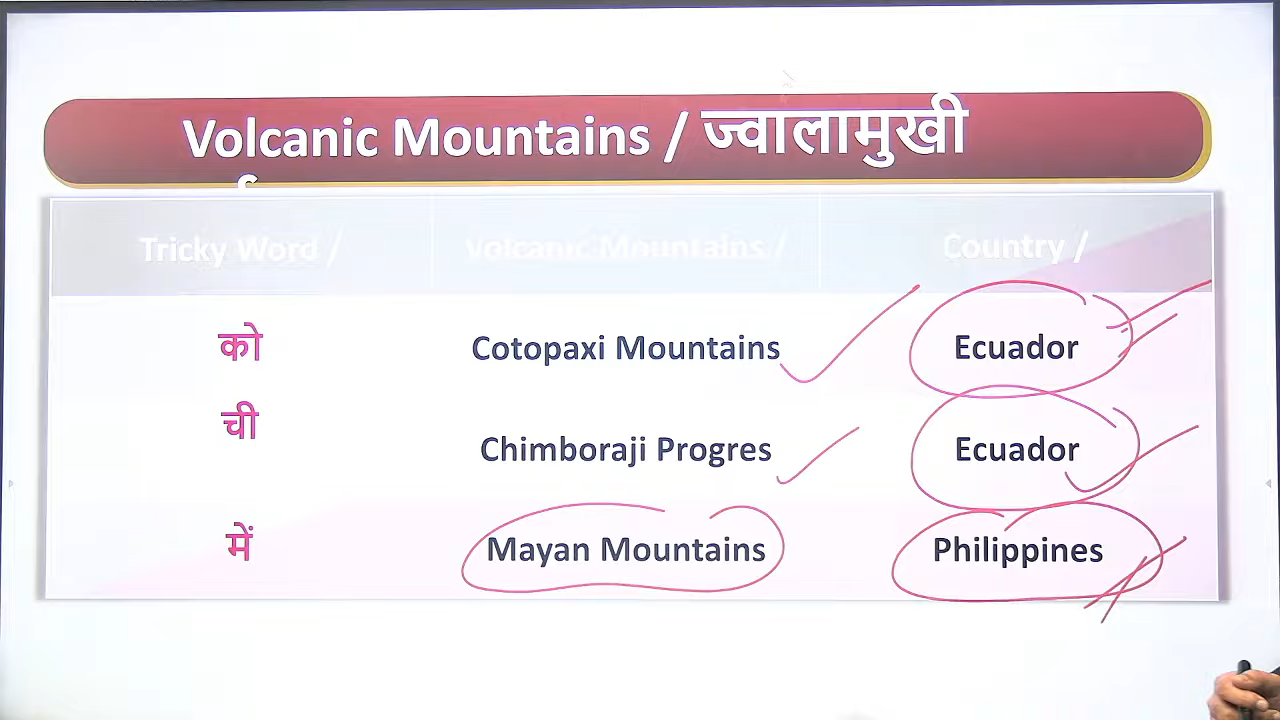 Volcanic Mountains / ज्वालामुखी
Tricky Word / Volcanic Mountains / Country /
को Cotopaxi Mountains Ecuador
ची Chimboraji Progres Ecuador
में Mayan Mountains Philippines